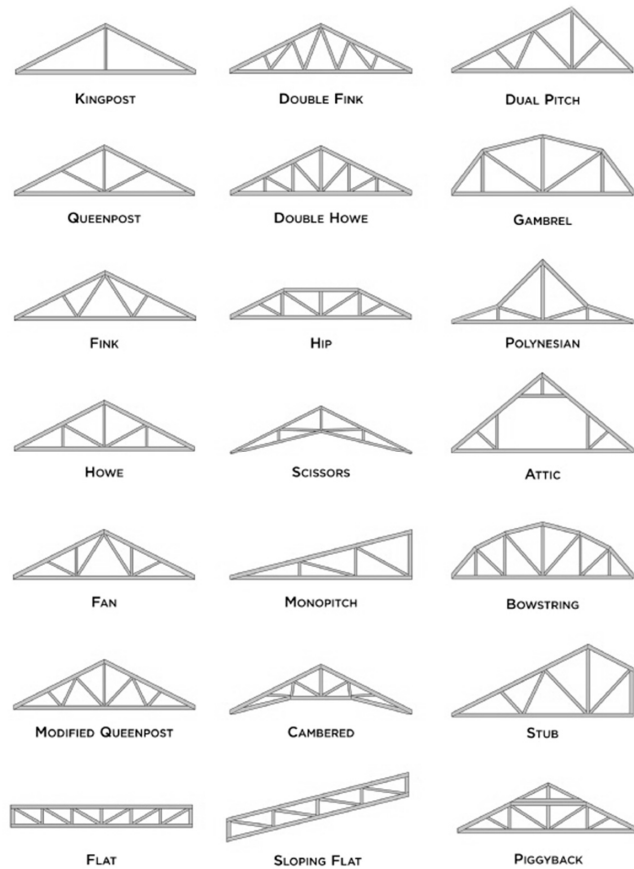 KINGPOST
DOUBLE FINK
DUAL PITCH
QUEENPOST
DOUBLE HOWE
GAMBREL
FINK
HIP
POLYNESIAN
HOWE
SCISSORS
ATTIC
FAN
MONOPITCH
BOWSTRING
MODIFIED QUEENPOST
CAMBERED
STUB
FLAT
SLOPING FLAT
PIGGYBACK